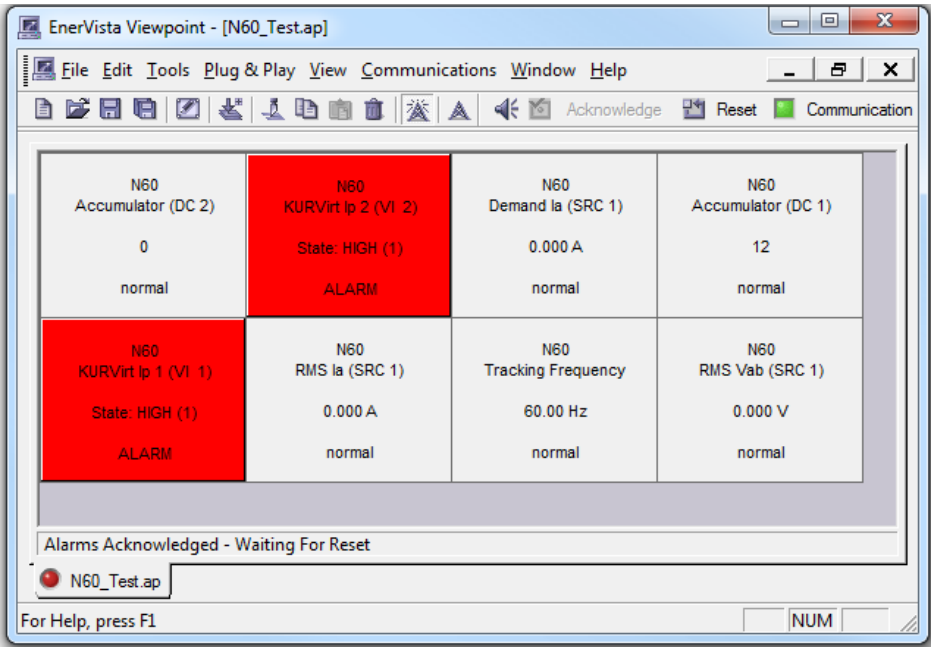 EnerVista Viewpoint - [N60_Test.ap]
File Edit Tools Plug & Play View Communications Window Help
Acknowledge Reset Communication
N60
Accumulator (DC 2)
0
normal
N60
KURVirt Ip 2 (VI 2)
State: HIGH (1)
ALARM
N60
Demand Ia (SRC 1)
0.000 A
normal
N60
Accumulator (DC 1)
12
normal
N60
KURVirt Ip 1 (VI 1)
State: HIGH (1)
ALARM
N60
RMS Ia (SRC 1)
0.000 A
normal
N60
Tracking Frequency
60.00 Hz
normal
N60
RMS Vab (SRC 1)
0.000 V
normal
Alarms Acknowledged - Waiting For Reset
N60_Test.ap
For Help, press F1
NUM